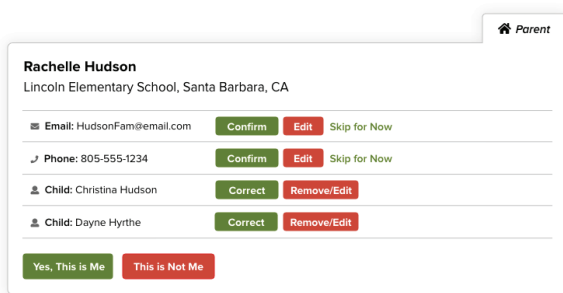 Parent
Rachelle Hudson
Lincoln Elementary School, Santa Barbara, CA
Email: HudsonFam@email.com Confirm Edit Skip for Now
Phone: 805-555-1234 Confirm Edit Skip for Now
Child: Christina Hudson Correct Remove/Edit
Child: Dayne Hyrthe Correct Remove/Edit
Yes, This is Me This is Not Me